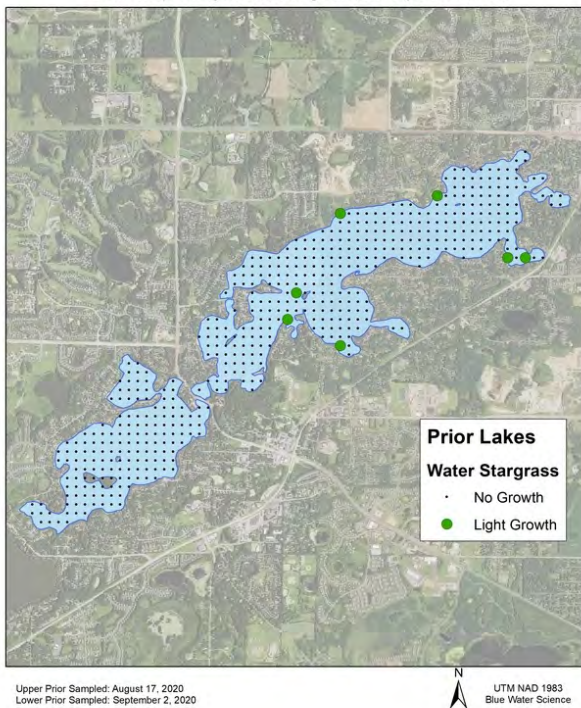 Prior Lakes
Water Stargrass
No Growth
Light Growth
Upper Prior Sampled: August 17, 2020
Lower Prior Sampled: September 2, 2020
N
UTM NAD 1983
Blue Water Science